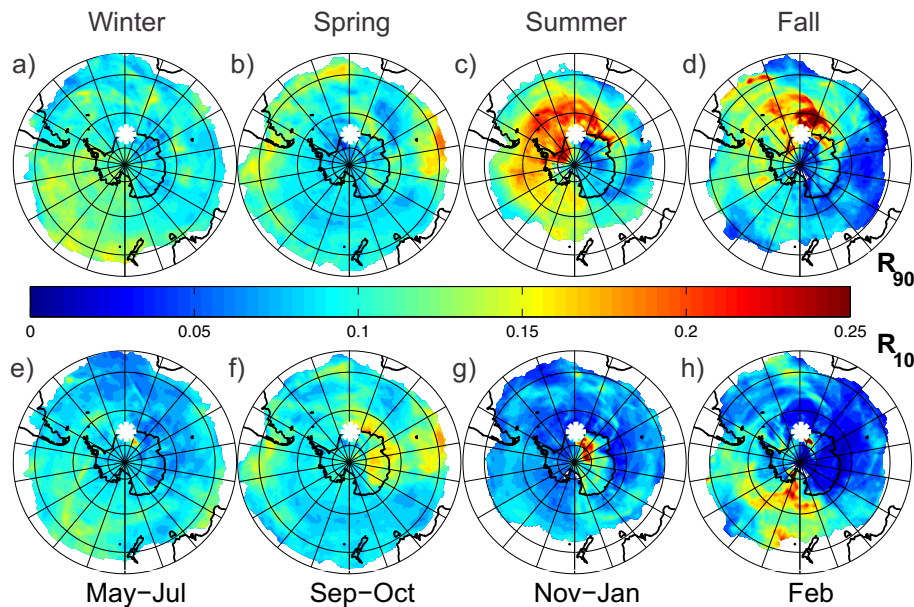 Winter Spring Summer Fall
a) b) c) d)
R90
0 0.05 0.1 0.15 0.2 0.25
R10
e) f) g) h)
May−Jul Sep−Oct Nov−Jan Feb